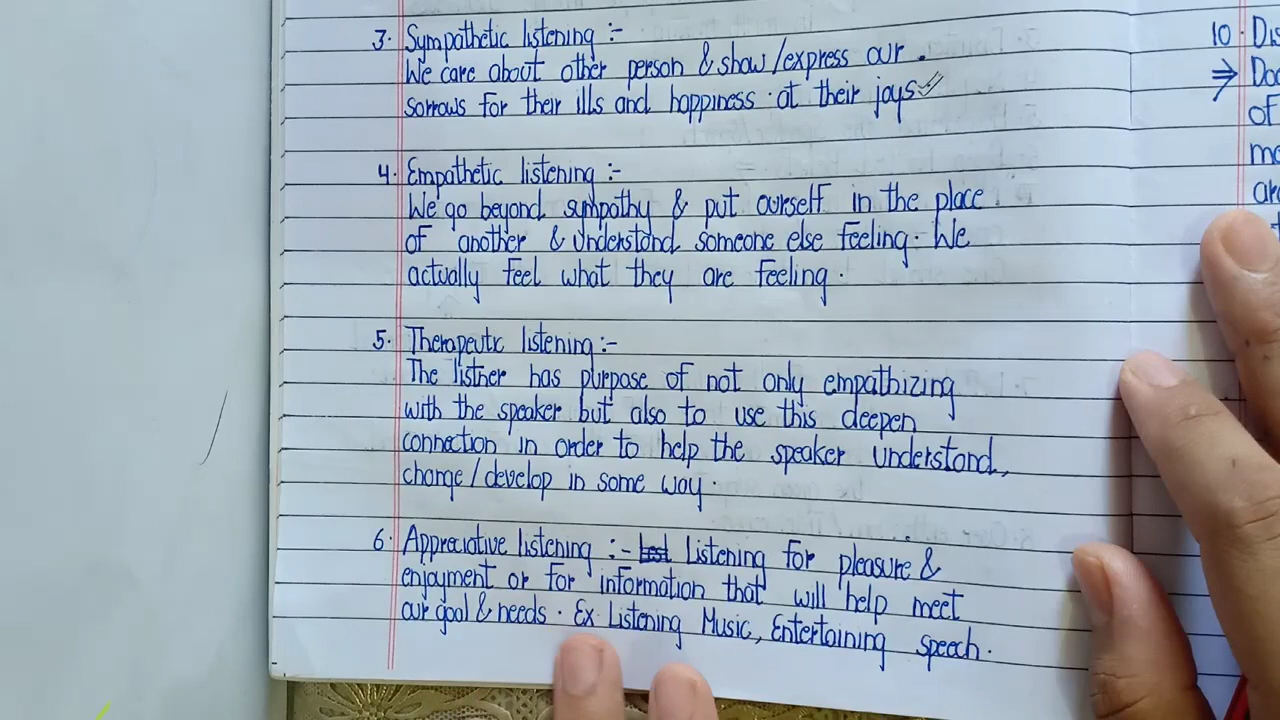 3. Sympathetic listening :-
We care about other person & show/express our
sorrows for their ills and happiness at their joys
4. Empathetic listening :-
We go beyond sympathy & put ourself in the place
of another & understand someone else feeling. We
actually feel what they are feeling.
5. Therapeutic listening :-
The listner has purpose of not only empathizing
with the speaker but also to use this deepen
connection in order to help the speaker understand,
change/develop in some way.
6. Appreciative listening :- Listening for pleasure &
enjoyment or for information that will help meet
our goal & needs. Ex Listening Music, Entertaining speech.
10. Dis
⇒ Doc
of